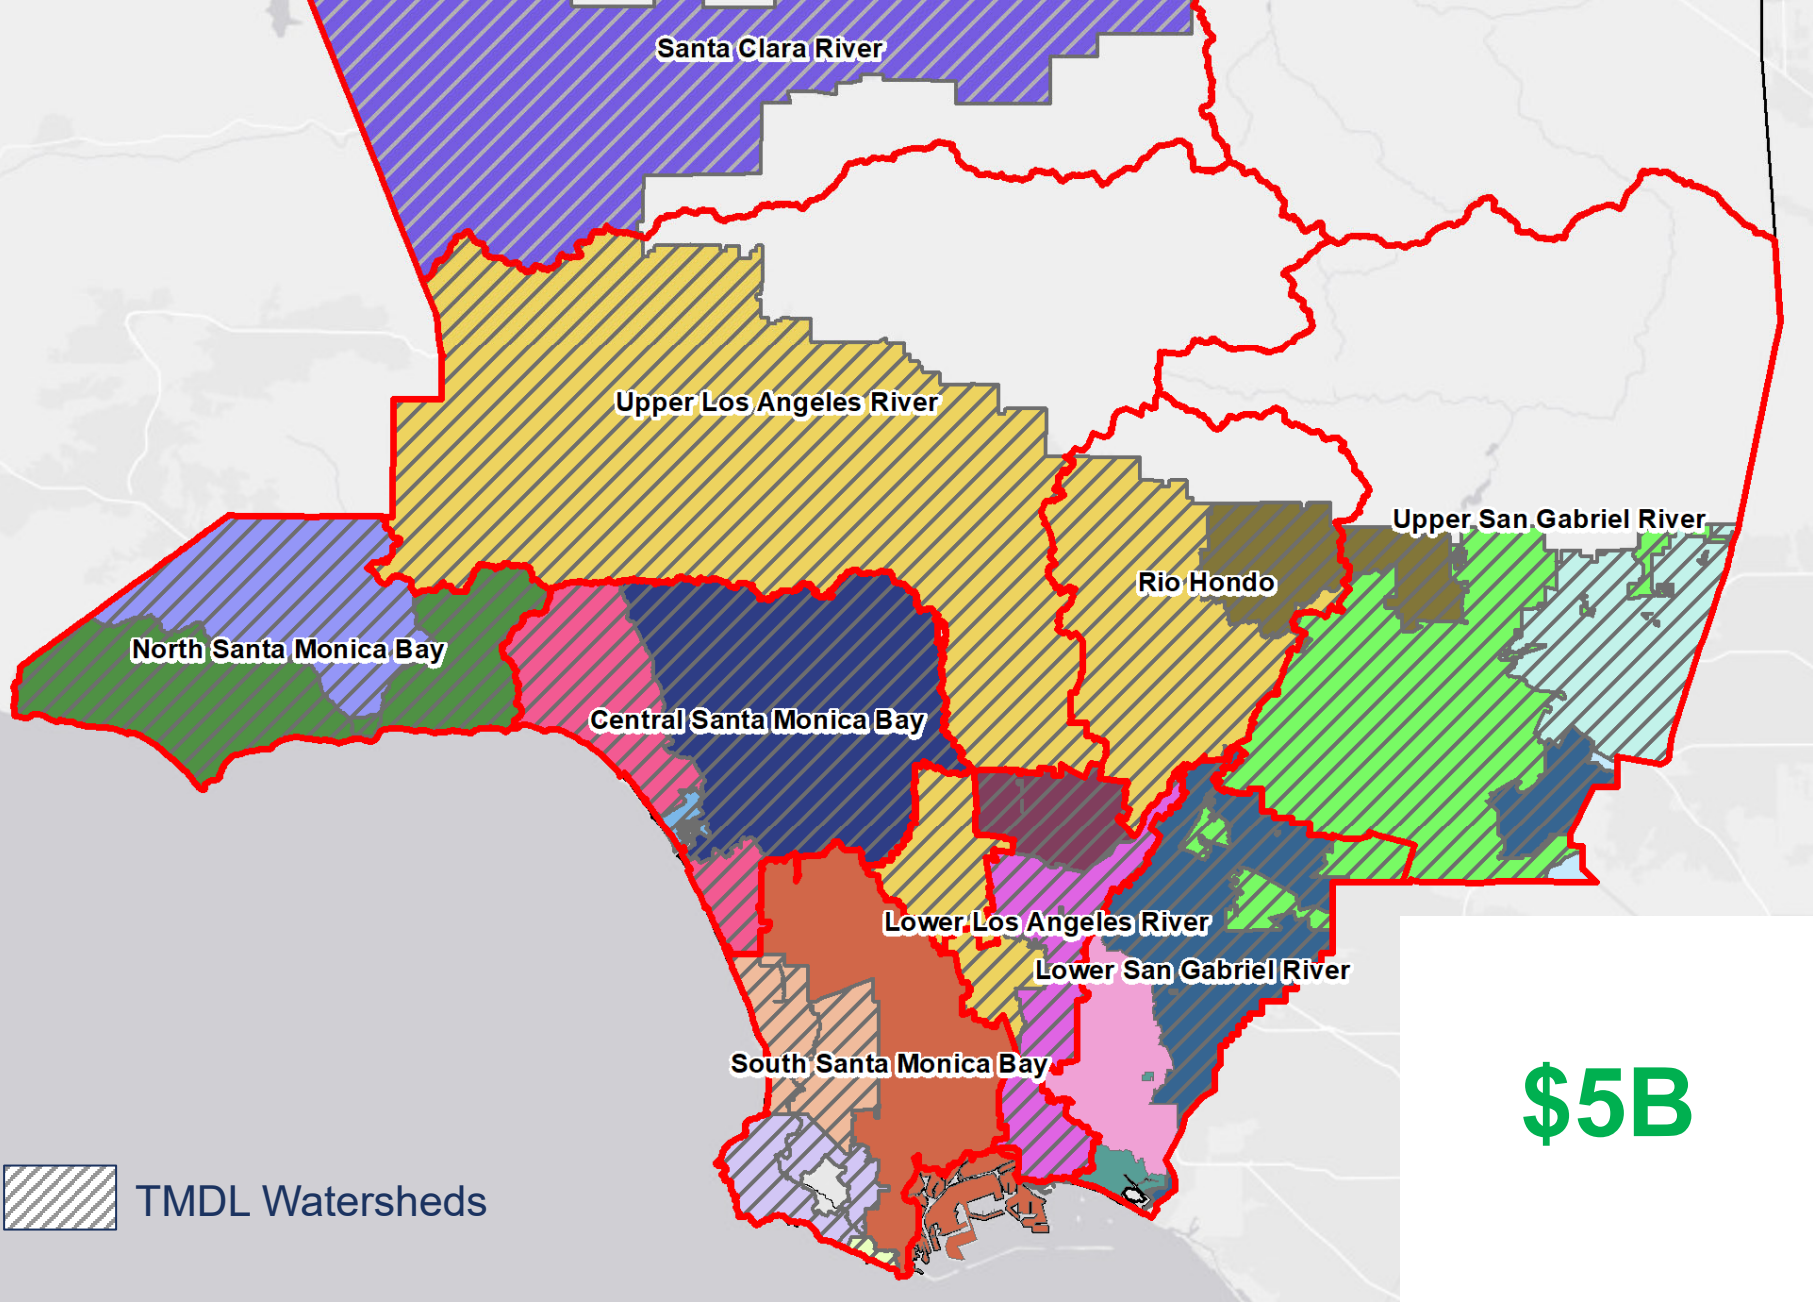 Santa Clara River
Upper Los Angeles River
Upper San Gabriel River
Rio Hondo
North Santa Monica Bay
Central Santa Monica Bay
Lower Los Angeles River
Lower San Gabriel River
South Santa Monica Bay
$5B
TMDL Watersheds